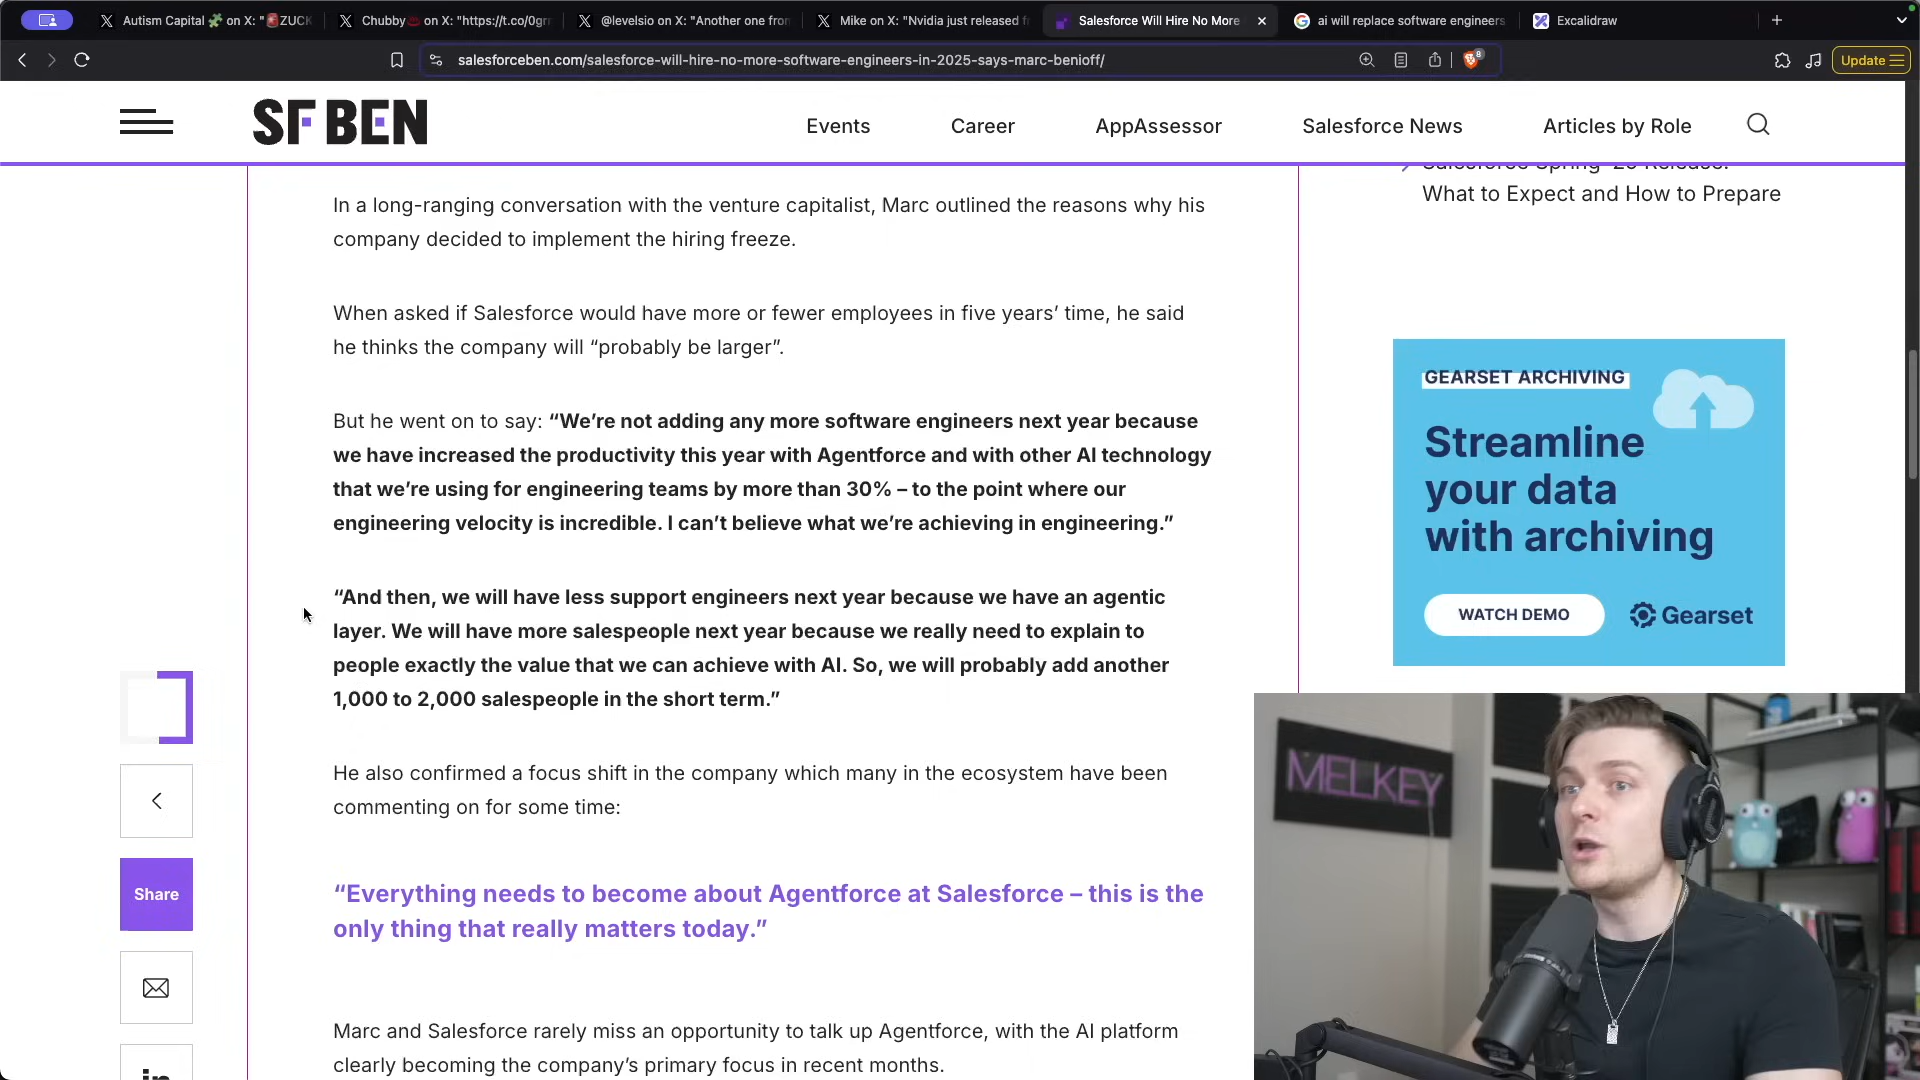 Autism Capital 🧩 on X: "🚨ZUCK
Chubby♨️ on X: "https://t.co/0gr
@levelsio on X: "Another one fron
Mike on X: "Nvidia just released f
Salesforce Will Hire No More
ai will replace software engineers
Excalidraw
salesforceben.com/salesforce-will-hire-no-more-software-engineers-in-2025-says-marc-benioff/
8
Update
SF BEN
Events
Career
AppAssessor
Salesforce News
Articles by Role
Salesforce Spring '25 Release:
What to Expect and How to Prepare
In a long-ranging conversation with the venture capitalist, Marc outlined the reasons why his
company decided to implement the hiring freeze.
When asked if Salesforce would have more or fewer employees in five years’ time, he said
he thinks the company will “probably be larger”.
But he went on to say: “We’re not adding any more software engineers next year because
we have increased the productivity this year with Agentforce and with other AI technology
that we’re using for engineering teams by more than 30% – to the point where our
engineering velocity is incredible. I can’t believe what we’re achieving in engineering.”
“And then, we will have less support engineers next year because we have an agentic
layer. We will have more salespeople next year because we really need to explain to
people exactly the value that we can achieve with AI. So, we will probably add another
1,000 to 2,000 salespeople in the short term.”
He also confirmed a focus shift in the company which many in the ecosystem have been
commenting on for some time:
“Everything needs to become about Agentforce at Salesforce – this is the
only thing that really matters today.”
Marc and Salesforce rarely miss an opportunity to talk up Agentforce, with the AI platform
clearly becoming the company’s primary focus in recent months.
GEARSET ARCHIVING
Streamline
your data
with archiving
WATCH DEMO
Gearset
Share
in
MELKEY